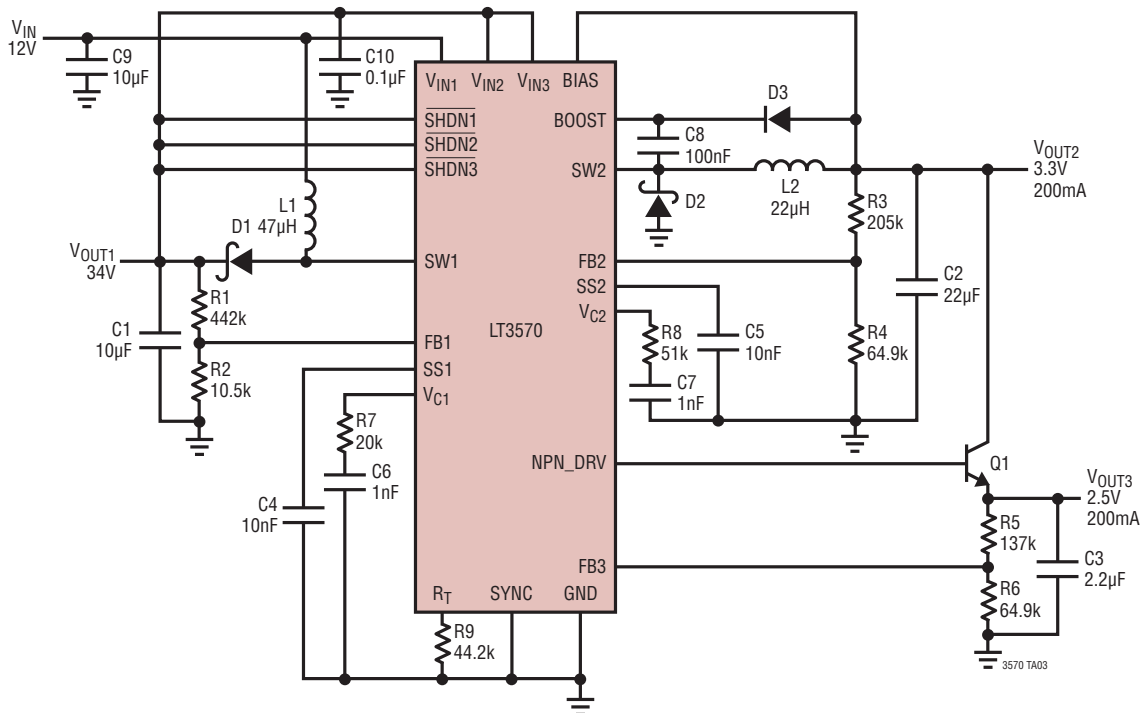 VIN
12V
C9
10µF
C10
0.1µF
VIN1 VIN2 VIN3 BIAS
SHDN1
SHDN2
SHDN3
BOOST
SW2
D3
C8
100nF
D2
L2
22µH
VOUT2
3.3V
200mA
L1
47µH
D1
VOUT1
34V
SW1
R1
442k
C1
10µF
R2
10.5k
FB1
SS1
VC1
LT3570
FB2
SS2
VC2
R3
205k
R4
64.9k
C2
22µF
R8
51k
C7
1nF
C5
10nF
R7
20k
C6
1nF
C4
10nF
NPN_DRV
Q1
VOUT3
2.5V
200mA
R5
137k
C3
2.2µF
R6
64.9k
FB3
RT SYNC GND
R9
44.2k
3570 TA03